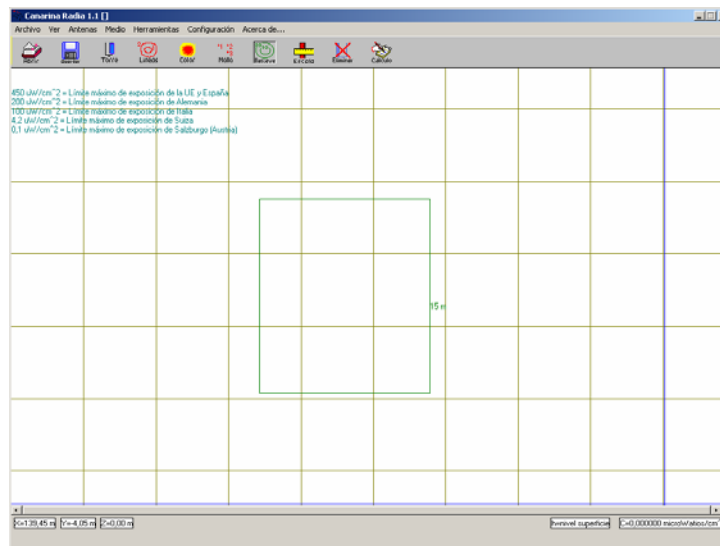 Canarina Radia 1.1 []
Archivo Ver Antenas Medio Herramientas Configuración Acerca de...
Abrir Guardar Torre Lóbulos Color Malla Relieve Escala Eliminar Cálculo
450 uW/cm^2 = Límite máximo de exposición de la UE y España
200 uW/cm^2 = Límite máximo de exposición de Alemania
100 uW/cm^2 = Límite máximo de exposición de Italia
4,2 uW/cm^2 = Límite máximo de exposición de Suiza
0,1 uW/cm^2 = Límite máximo de exposición de Salzburgo (Austria)
15 m
X=139,45 m Y=-4,05 m Z=0,00 m h=nivel superficie C=0,000000 microWatios/cm^